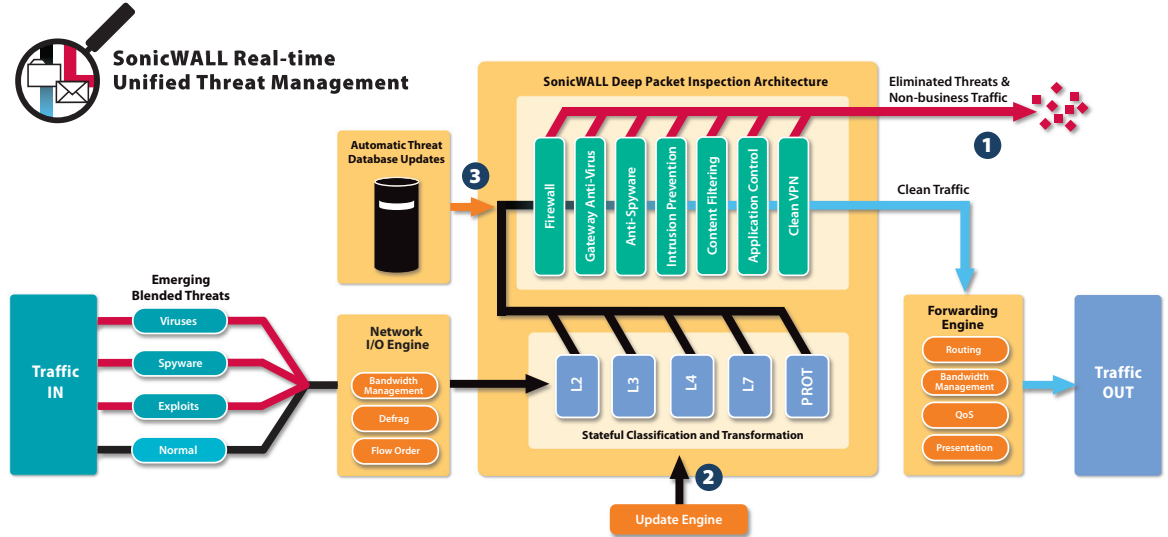 SonicWALL Real-time
Unified Threat Management
SonicWALL Deep Packet Inspection Architecture
Eliminated Threats &
Non-business Traffic
1
Automatic Threat
Database Updates
3
Firewall
Gateway Anti-Virus
Anti-Spyware
Intrusion Prevention
Content Filtering
Application Control
Clean VPN
Clean Traffic
Emerging
Blended Threats
Traffic
IN
Viruses
Spyware
Exploits
Normal
Network
I/O Engine
Bandwidth
Management
Defrag
Flow Order
L2
L3
L4
L7
PROT
Stateful Classification and Transformation
2
Update Engine
Forwarding
Engine
Routing
Bandwidth
Management
QoS
Presentation
Traffic
OUT